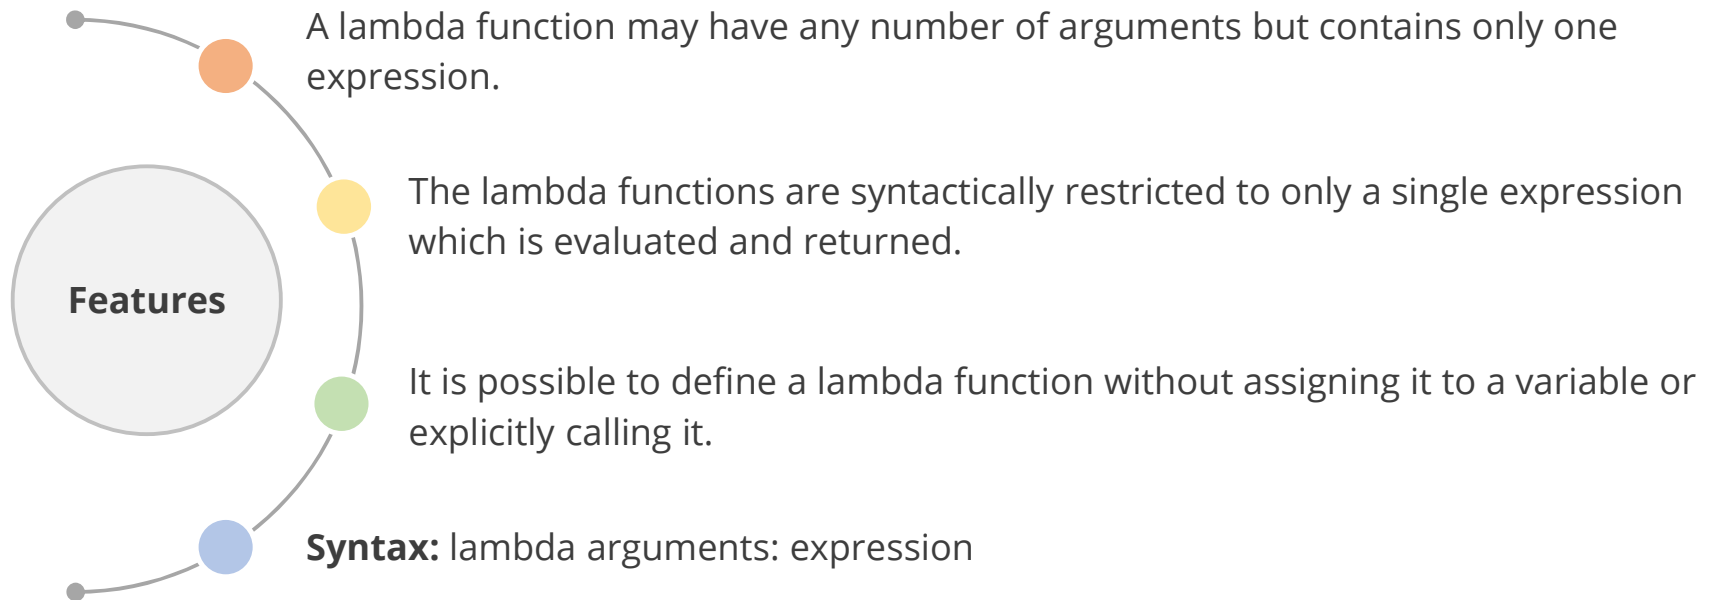 A lambda function may have any number of arguments but contains only one
expression.
The lambda functions are syntactically restricted to only a single expression
which is evaluated and returned.
Features
It is possible to define a lambda function without assigning it to a variable or
explicitly calling it.
Syntax: lambda arguments: expression